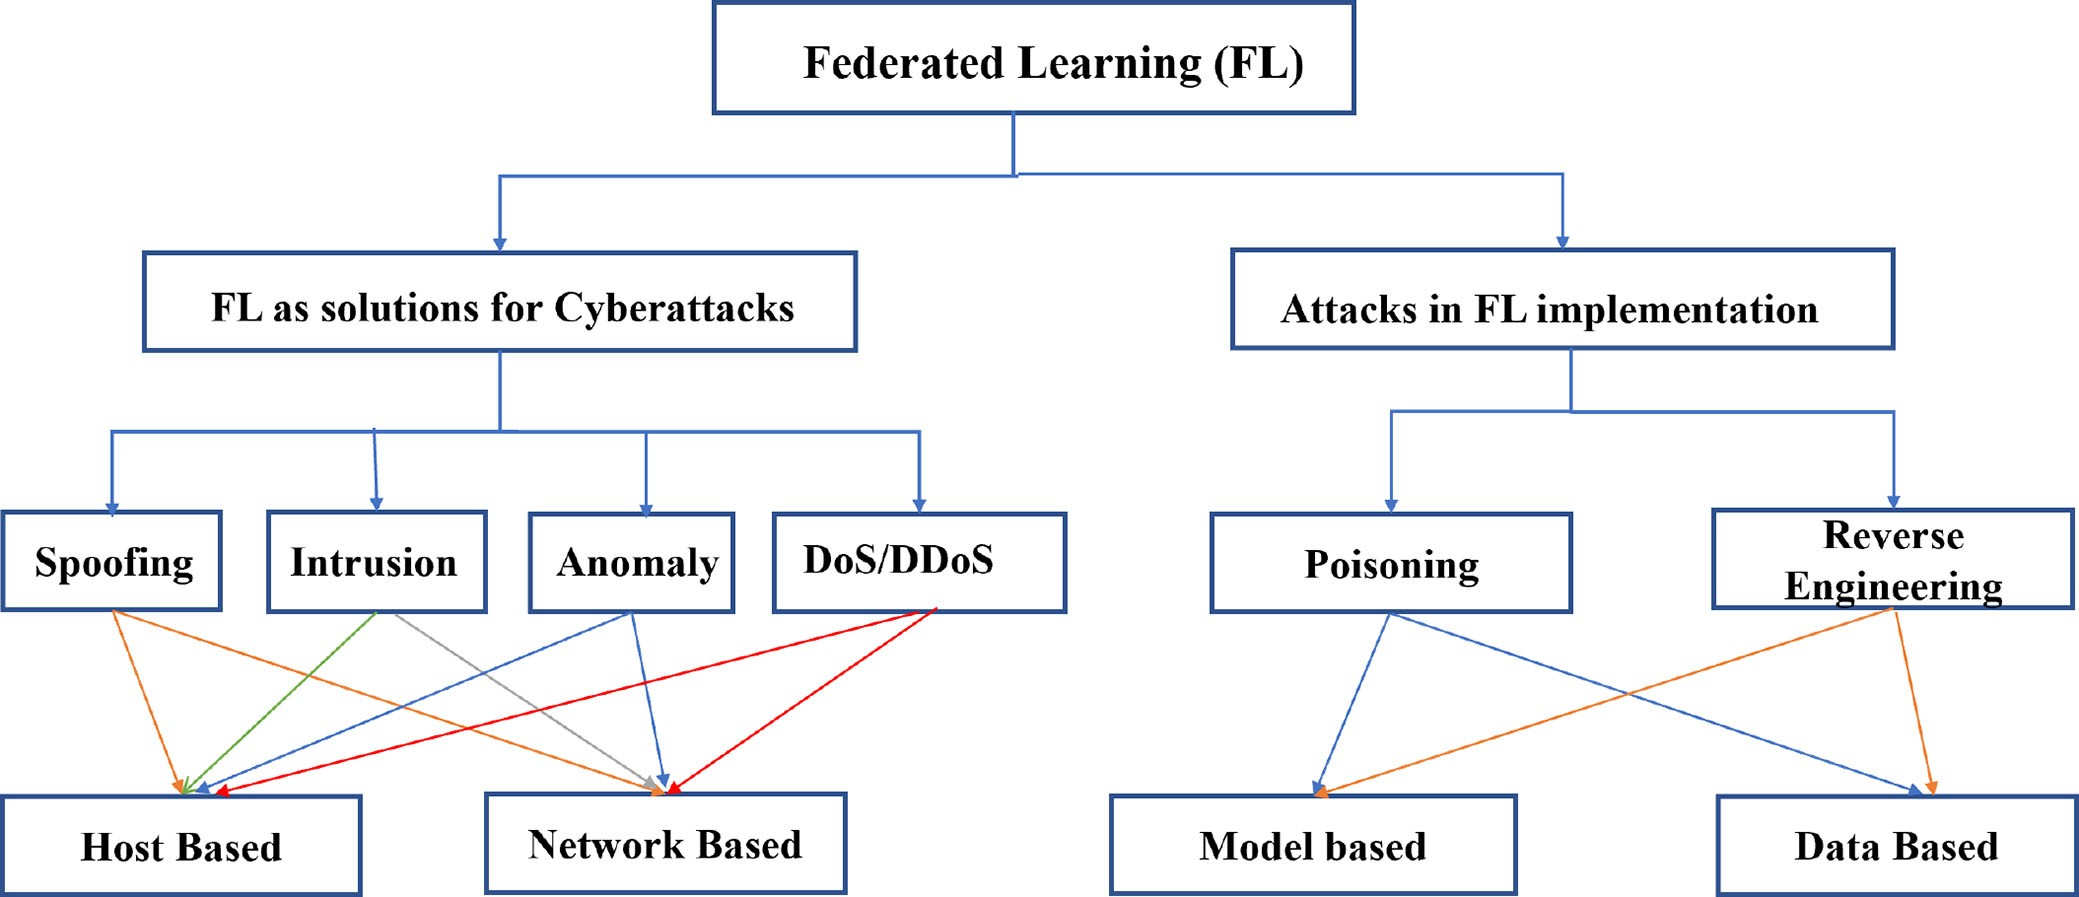 Federated Learning (FL)
FL as solutions for Cyberattacks
Attacks in FL implementation
Spoofing
Intrusion
Anomaly
DoS/DDoS
Poisoning
Reverse
Engineering
Host Based
Network Based
Model based
Data Based